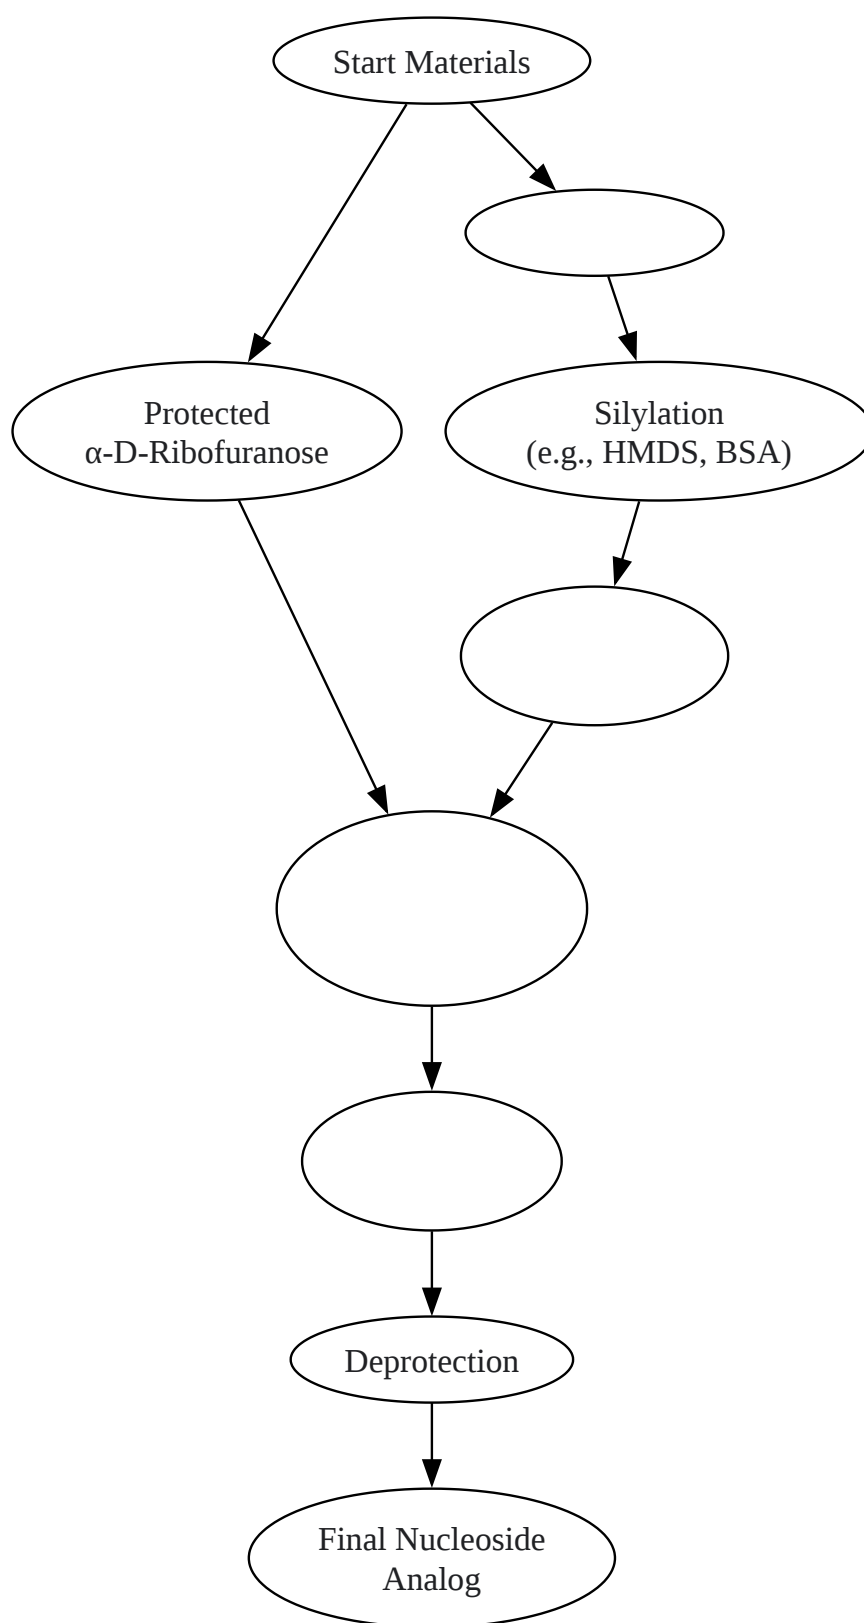 Start Materials
Protected
α-D-Ribofuranose
Silylation
(e.g., HMDS, BSA)
Deprotection
Final Nucleoside
Analog